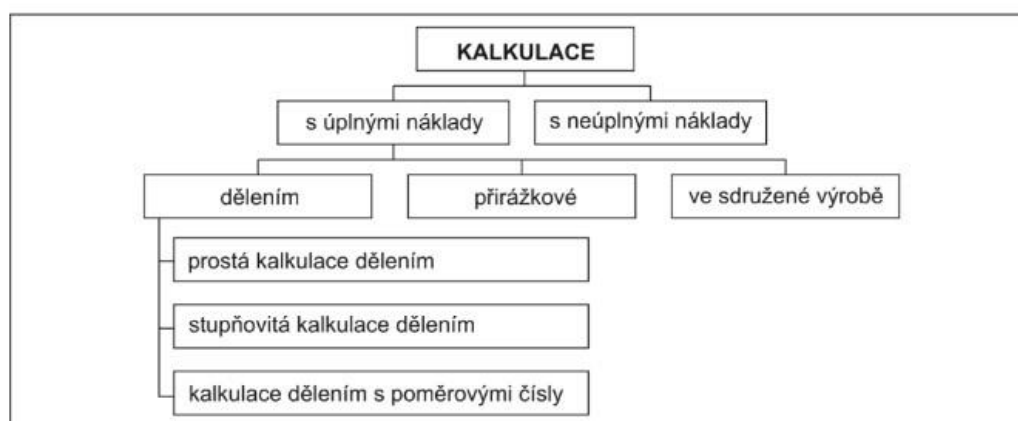 KALKULACE
s úplnými náklady
s neúplnými náklady
dělením
přirážkové
ve sdružené výrobě
prostá kalkulace dělením
stupňovitá kalkulace dělením
kalkulace dělením s poměrovými čísly